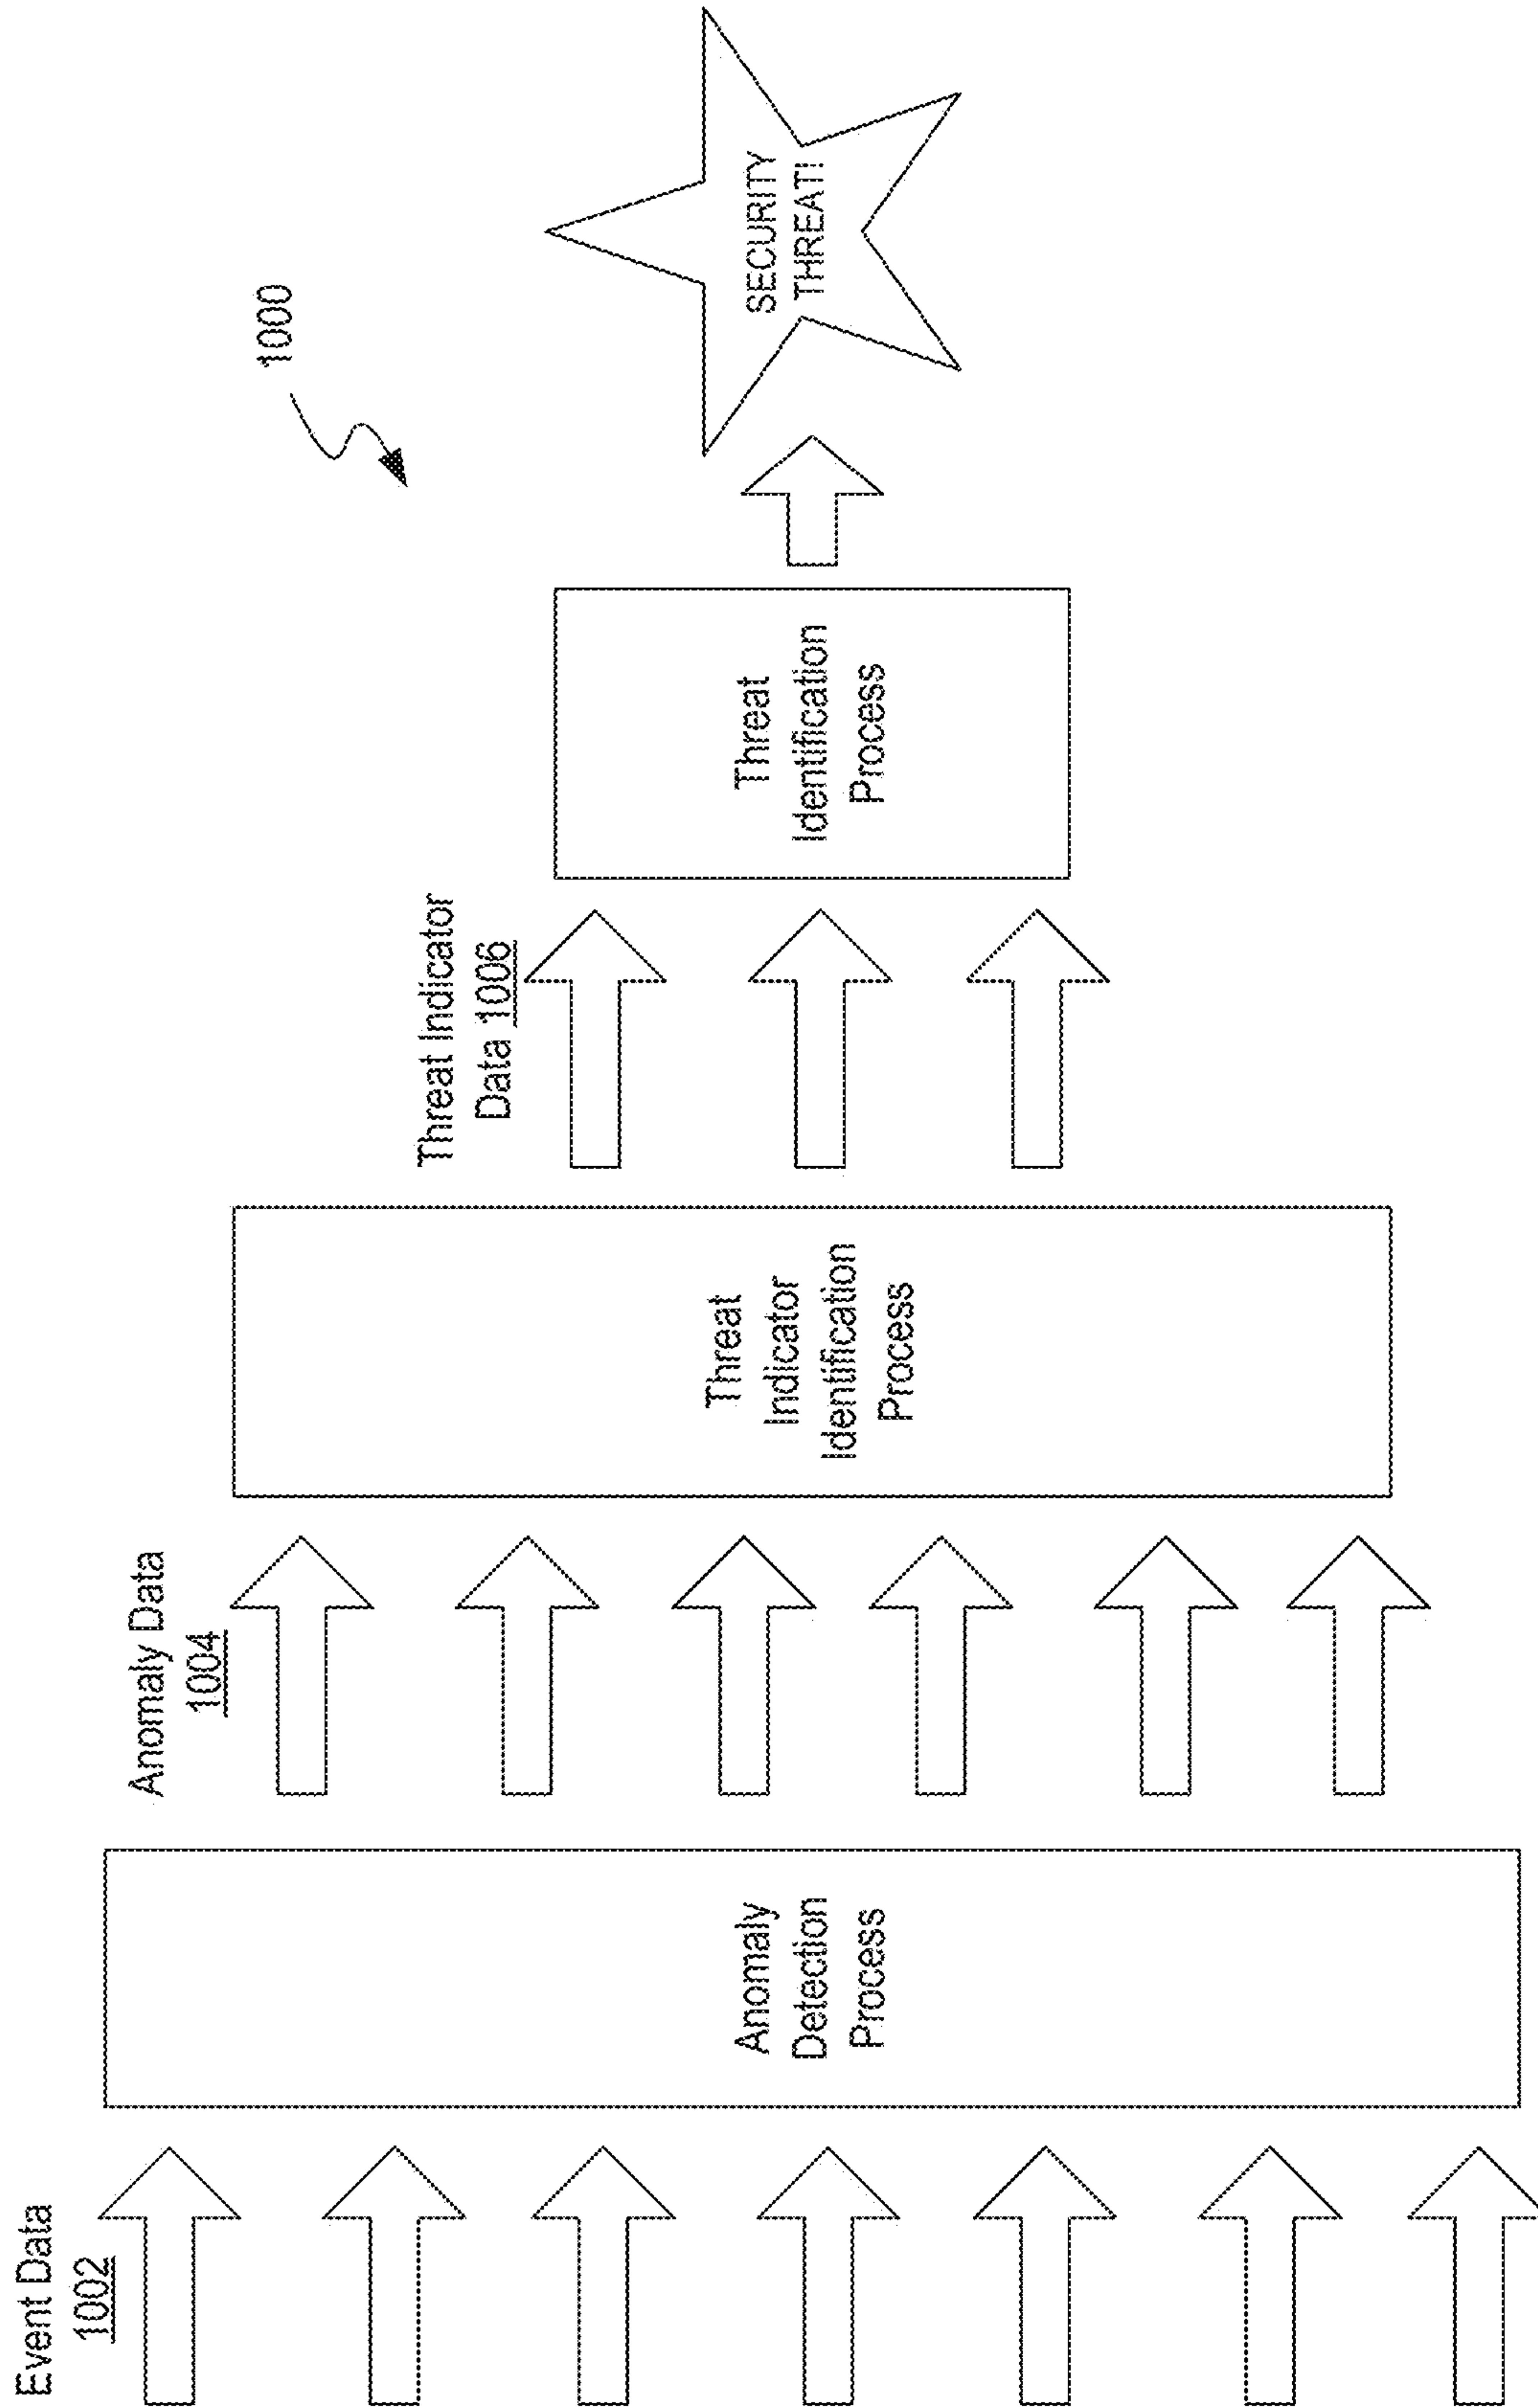 1000
Event Data
1002
Anomaly Detection
Process
Anomaly Data
1004
Threat
Indicator
Identification
Process
Threat Indicator
Data 1006
Threat
Identification
Process
SECURITY
THREAT!